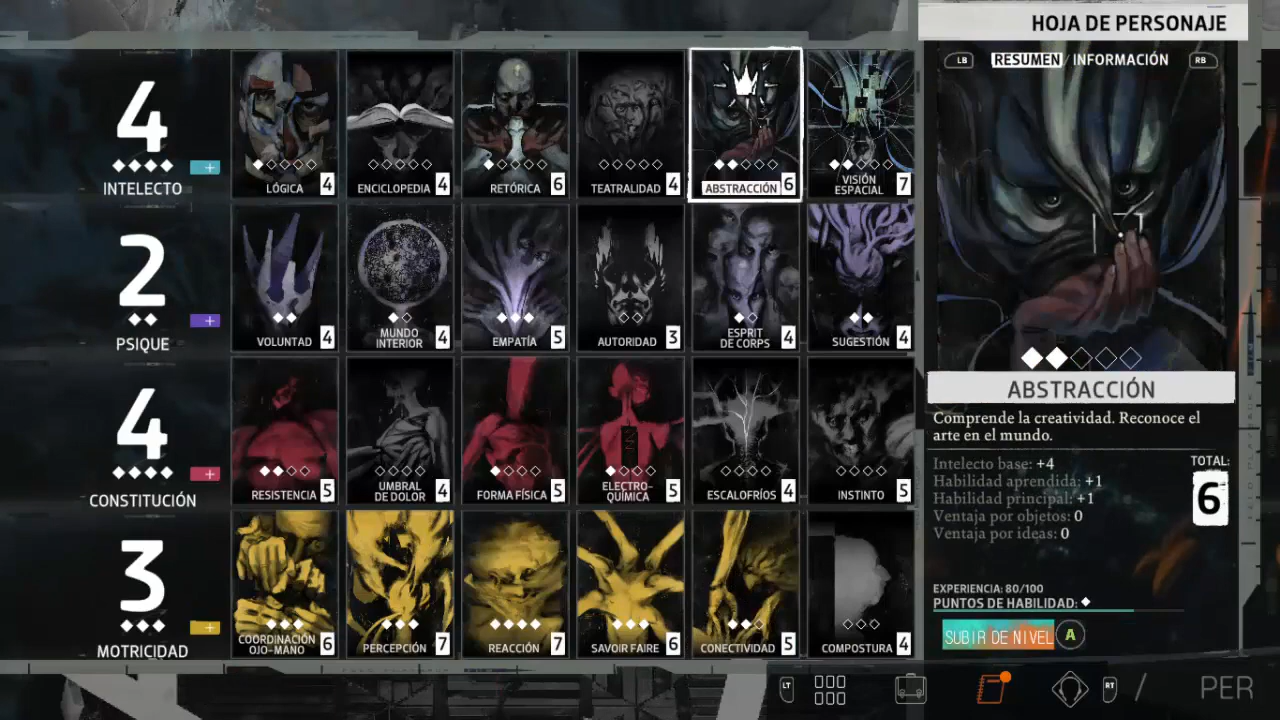 HOJA DE PERSONAJE
LB RESUMEN / INFORMACIÓN RB
4
INTELECTO
+
LÓGICA 4
ENCICLOPEDIA 4
RETÓRICA 6
TEATRALIDAD 4
ABSTRACCIÓN 6
VISIÓN
ESPACIAL 7
2
PSIQUE
+
VOLUNTAD 4
MUNDO
INTERIOR 4
EMPATÍA 5
AUTORIDAD 3
ESPRIT
DE CORPS 4
SUGESTIÓN 4
4
CONSTITUCIÓN
+
RESISTENCIA 5
UMBRAL
DE DOLOR 4
FORMA FÍSICA 5
ELECTRO-
QUÍMICA 5
ESCALOFRÍOS 4
INSTINTO 5
3
MOTRICIDAD
+
COORDINACIÓN
OJO-MANO 6
PERCEPCIÓN 7
REACCIÓN 7
SAVOIR FAIRE 6
CONECTIVIDAD 5
COMPOSTURA 4
ABSTRACCIÓN
Comprende la creatividad. Reconoce el
arte en el mundo.
Intelecto base: +4
Habilidad aprendida: +1
Habilidad principal: +1
Ventaja por objetos: 0
Ventaja por ideas: 0
TOTAL:
6
EXPERIENCIA: 80/100
PUNTOS DE HABILIDAD:
SUBIR DE NIVEL A
LT
RT
/ PER